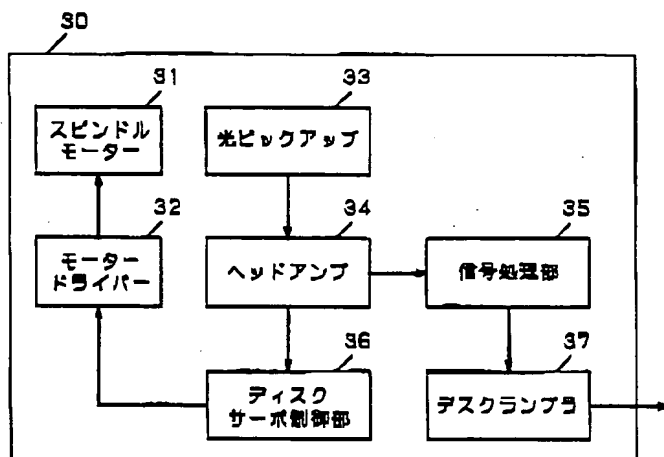 30
31
33
スピンドル
モーター
光ピックアップ
32
34
35
モーター
ドライバー
ヘッドアンプ
信号処理部
36
37
ディスク
サーボ制御部
デスクランブラ